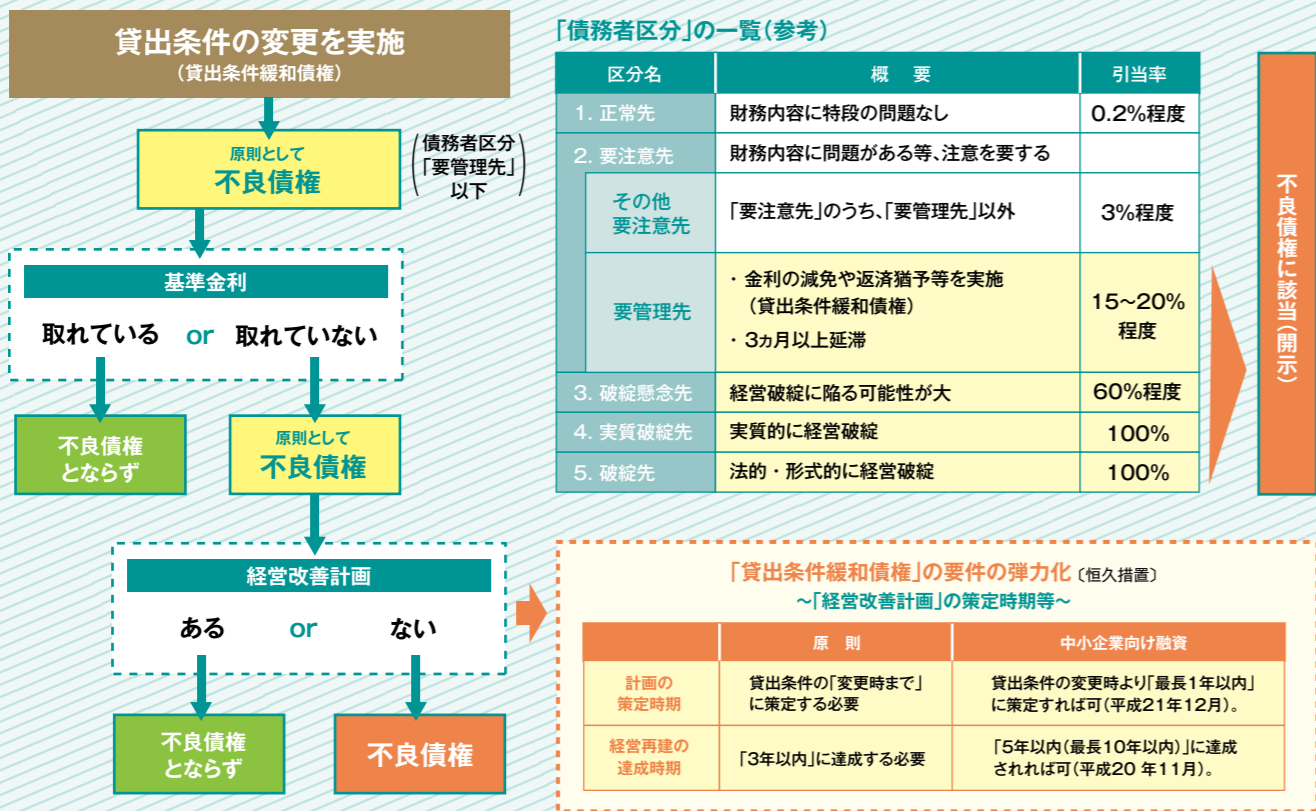 貸出条件の変更を実施
(貸出条件緩和債権)
原則として
不良債権
債務者区分
「要管理先」
以下
基準金利
取れている or 取れていない
不良債権
とならず
原則として
不良債権
経営改善計画
ある or ない
不良債権
とならず
不良債権
「債務者区分」の一覧(参考)
区分名 概 要 引当率
1. 正常先 財務内容に特段の問題なし 0.2%程度
2. 要注意先 財務内容に問題がある等、注意を要する
その他
要注意先 「要注意先」のうち、「要管理先」以外 3%程度
要管理先
・ 金利の減免や返済猶予等を実施
(貸出条件緩和債権)
・ 3ヵ月以上延滞
15〜20%
程度
3. 破綻懸念先 経営破綻に陥る可能性が大 60%程度
4. 実質破綻先 実質的に経営破綻 100%
5. 破綻先 法的・形式的に経営破綻 100%
不良債権に該当(開示)
「貸出条件緩和債権」の要件の弾力化〔恒久措置〕
〜「経営改善計画」の策定時期等〜
原 則 中小企業向け融資
計画の
策定時期
貸出条件の「変更時まで」
に策定する必要
貸出条件の変更時より「最長1年以内」
に策定すれば可(平成21年12月)。
経営再建の
達成時期
「3年以内」に達成する必要
「5年以内(最長10年以内)」に達成
されれば可(平成20 年11月)。